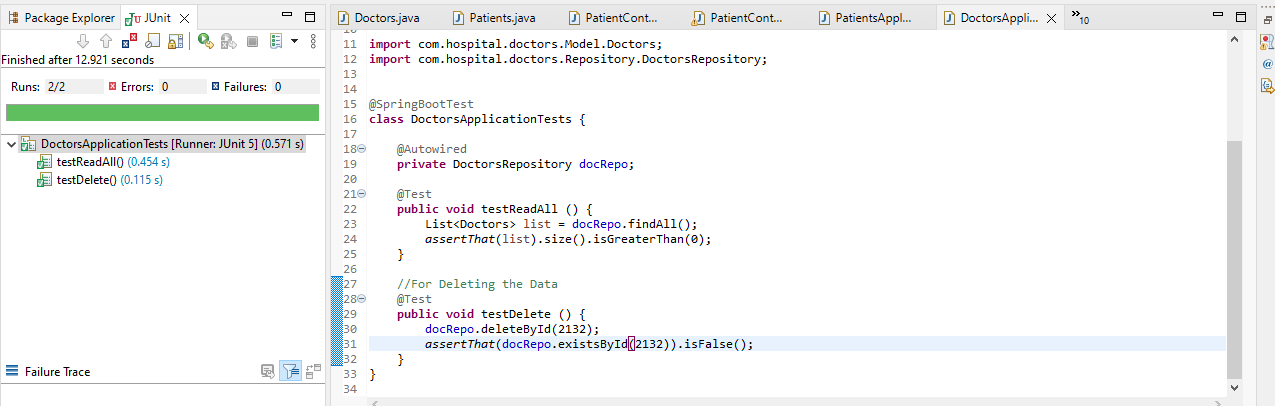 Package Explorer JUnit
Finished after 12.921 seconds
Runs: 2/2 Errors: 0 Failures: 0
DoctorsApplicationTests [Runner: JUnit 5] (0.571 s)
testReadAll() (0.454 s)
testDelete() (0.115 s)
Failure Trace
Doctors.java Patients.java PatientCont... PatientCont... PatientsAppl... DoctorsAppli... »10
10
11 import com.hospital.doctors.Model.Doctors;
12 import com.hospital.doctors.Repository.DoctorsRepository;
13
14
15 @SpringBootTest
16 class DoctorsApplicationTests {
17
18 @Autowired
19 private DoctorsRepository docRepo;
20
21 @Test
22 public void testReadAll () {
23 List<Doctors> list = docRepo.findAll();
24 assertThat(list).size().isGreaterThan(0);
25 }
26
27 //For Deleting the Data
28 @Test
29 public void testDelete () {
30 docRepo.deleteById(2132);
31 assertThat(docRepo.existsById(2132)).isFalse();
32 }
33 }
34